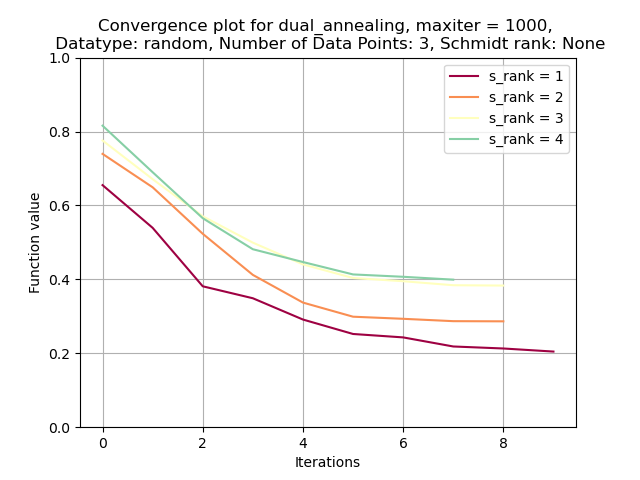 Convergence plot for dual_annealing, maxiter = 1000,
Datatype: random, Number of Data Points: 3, Schmidt rank: None
1.0
0.8
0.6
0.4
0.2
0.0
Function value
s_rank = 1
s_rank = 2
s_rank = 3
s_rank = 4
0
2
4
6
8
Iterations